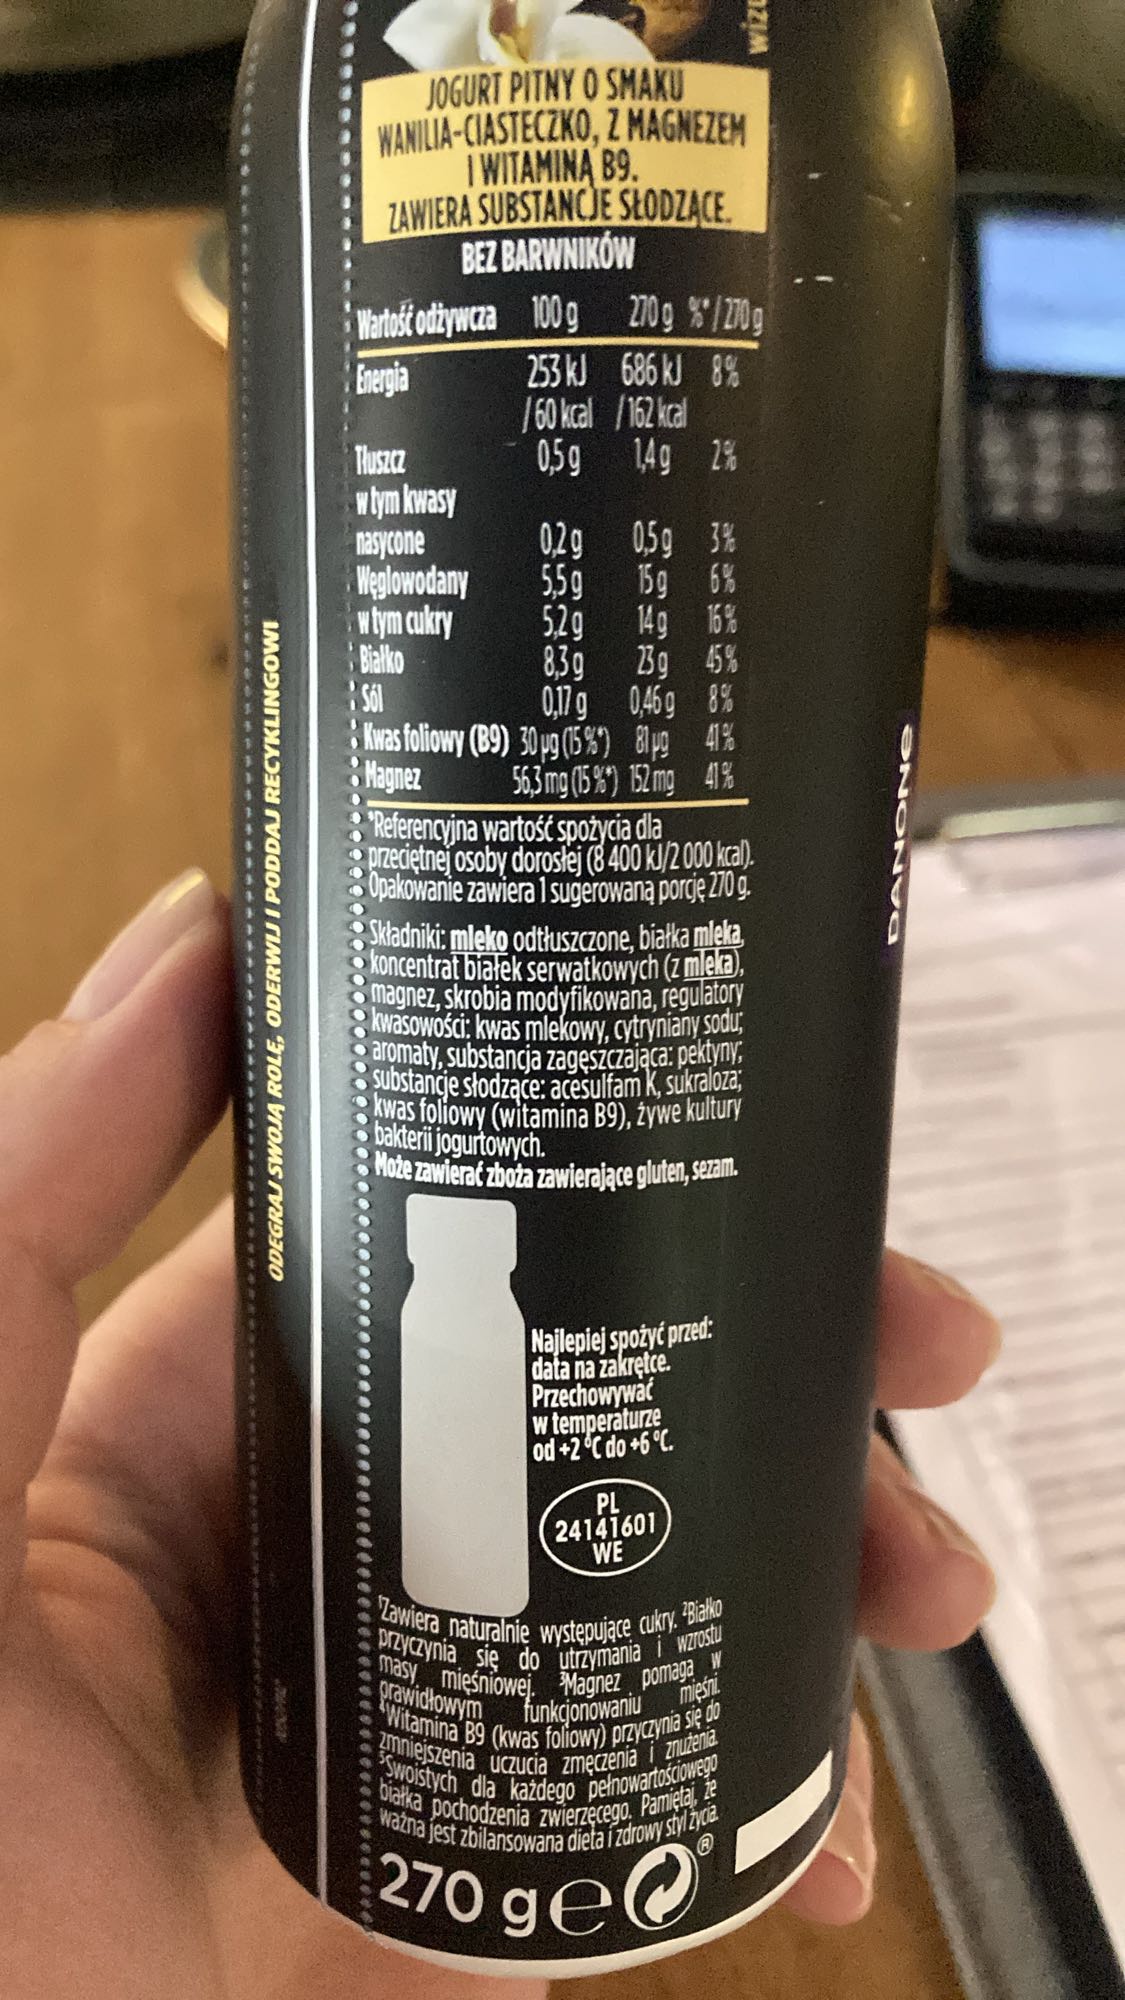 JOGURT PITNY O SMAKU
WANILIA-CIASTECZKO, Z MAGNEZEM
I WITAMINĄ B9.
ZAWIERA SUBSTANCJE SŁODZĄCE.
BEZ BARWNIKÓW
Wartość odżywcza 100 g 270 g %*/270 g
Energia 253 kJ 686 kJ 8%
/60 kcal /162 kcal
Tłuszcz 0,5 g 1,4 g 2%
w tym kwasy
nasycone 0,2 g 0,5 g 3%
Węglowodany 5,5 g 15 g 6%
w tym cukry 5,2 g 14 g 16%
Białko 8,3 g 23 g 45%
Sól 0,17 g 0,46 g 8%
Kwas foliowy (B9) 30 µg (15%*) 81 µg 41%
Magnez 56,3 mg (15%*) 152 mg 41%
*Referencyjna wartość spożycia dla
przeciętnej osoby dorosłej (8 400 kJ/2 000 kcal).
Opakowanie zawiera 1 sugerowaną porcję 270 g.
Składniki: mleko odtłuszczone, białka mleka,
koncentrat białek serwatkowych (z mleka),
magnez, skrobia modyfikowana, regulatory
kwasowości: kwas mlekowy, cytryniany sodu;
aromaty, substancja zagęszczająca: pektyny;
substancje słodzące: acesulfam K, sukraloza;
kwas foliowy (witamina B9), żywe kultury
bakterii jogurtowych.
Może zawierać zboża zawierające gluten, sezam.
Najlepiej spożyć przed:
data na zakrętce.
Przechowywać
w temperaturze
od +2 °C do +6 °C.
PL
24141601
WE
¹Zawiera naturalnie występujące cukry. ²Białko
przyczynia się do utrzymania i wzrostu
masy mięśniowej. ³Magnez pomaga w
prawidłowym funkcjonowaniu mięśni.
⁴Witamina B9 (kwas foliowy) przyczynia się do
zmniejszenia uczucia zmęczenia i znużenia.
⁵Swoistych dla każdego pełnowartościowego
białka pochodzenia zwierzęcego. Pamiętaj, że
ważna jest zbilansowana dieta i zdrowy styl życia.
270 g e ®
ODEGRAJ SWOJĄ ROLĘ, ODERWIJ I PODDAJ RECYKLINGOWI
DANONE